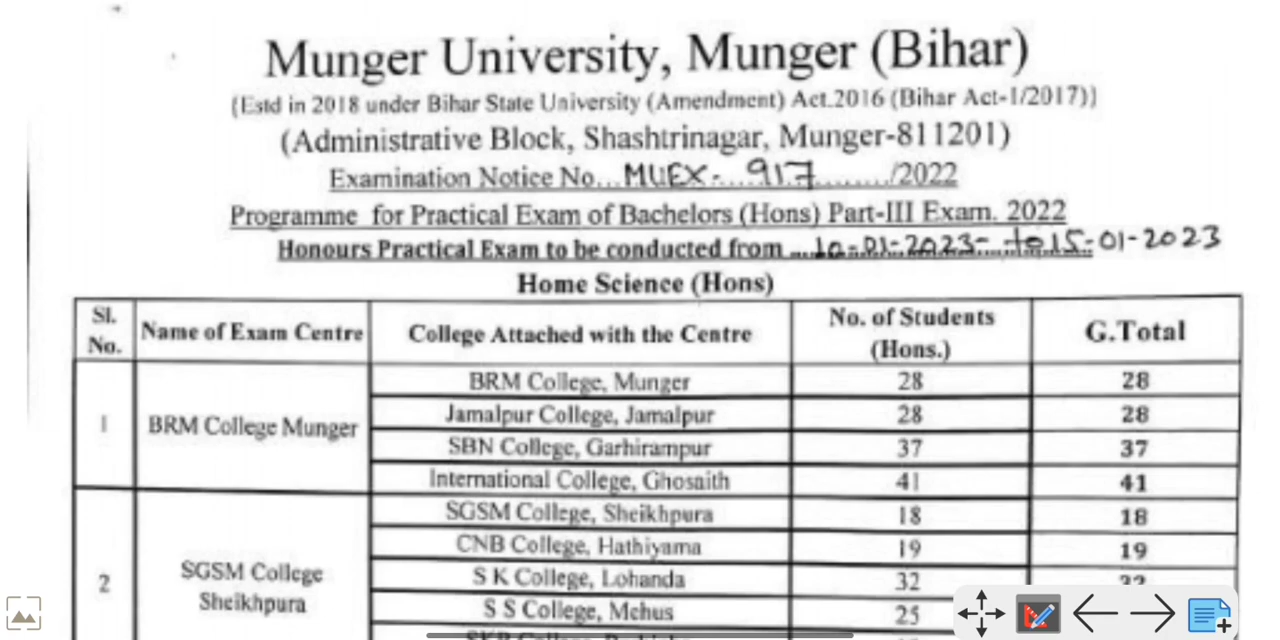 Munger University, Munger (Bihar)
(Estd in 2018 under Bihar State University (Amendment) Act.2016 (Bihar Act-1/2017))
(Administrative Block, Shashtrinagar, Munger-811201)
Examination Notice No...MUEX-...917......../2022
Programme for Practical Exam of Bachelors (Hons) Part-III Exam. 2022
Honours Practical Exam to be conducted from ....10-01-2023- to 15-01-2023
Home Science (Hons)
Sl. No. Name of Exam Centre College Attached with the Centre No. of Students (Hons.) G.Total
1 BRM College Munger BRM College, Munger 28 28
Jamalpur College, Jamalpur 28 28
SBN College, Garhirampur 37 37
International College, Ghosaith 41 41
2 SGSM College Sheikhpura SGSM College, Sheikhpura 18 18
CNB College, Hathiyama 19 19
S K College, Lohanda 32
S S College, Mehus 25